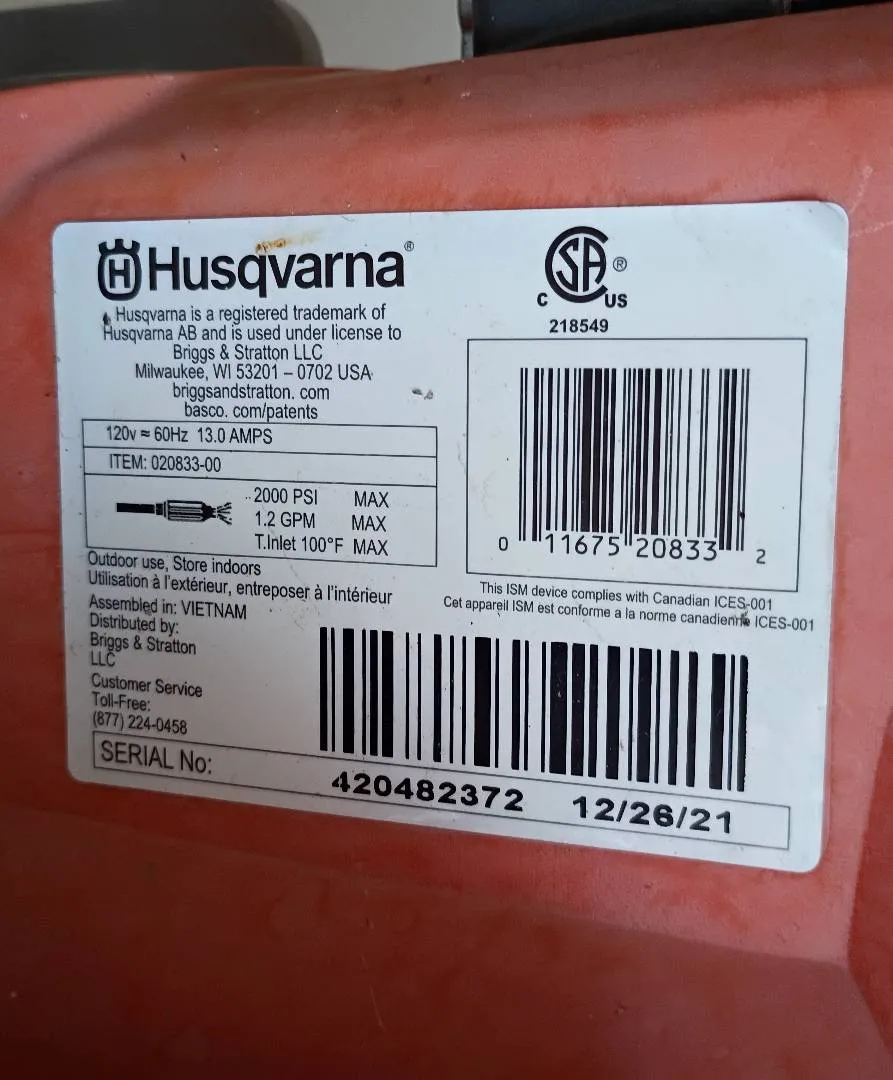 Husqvarna®
Husqvarna is a registered trademark of
Husqvarna AB and is used under license to
Briggs & Stratton LLC
Milwaukee, WI 53201 – 0702 USA
briggsandstratton. com
basco. com/patents
120v ≈ 60Hz 13.0 AMPS
ITEM: 020833-00
2000 PSI MAX
1.2 GPM MAX
T.Inlet 100°F MAX
Outdoor use, Store indoors
Utilisation à l'extérieur, entreposer à l'intérieur
Assembled in: VIETNAM
Distributed by:
Briggs & Stratton
LLC
Customer Service
Toll-Free:
(877) 224-0458
SERIAL No:
420482372 12/26/21
SA ®
C US
218549
0 11675 20833 2
This ISM device complies with Canadian ICES-001
Cet appareil ISM est conforme a la norme canadienne ICES-001